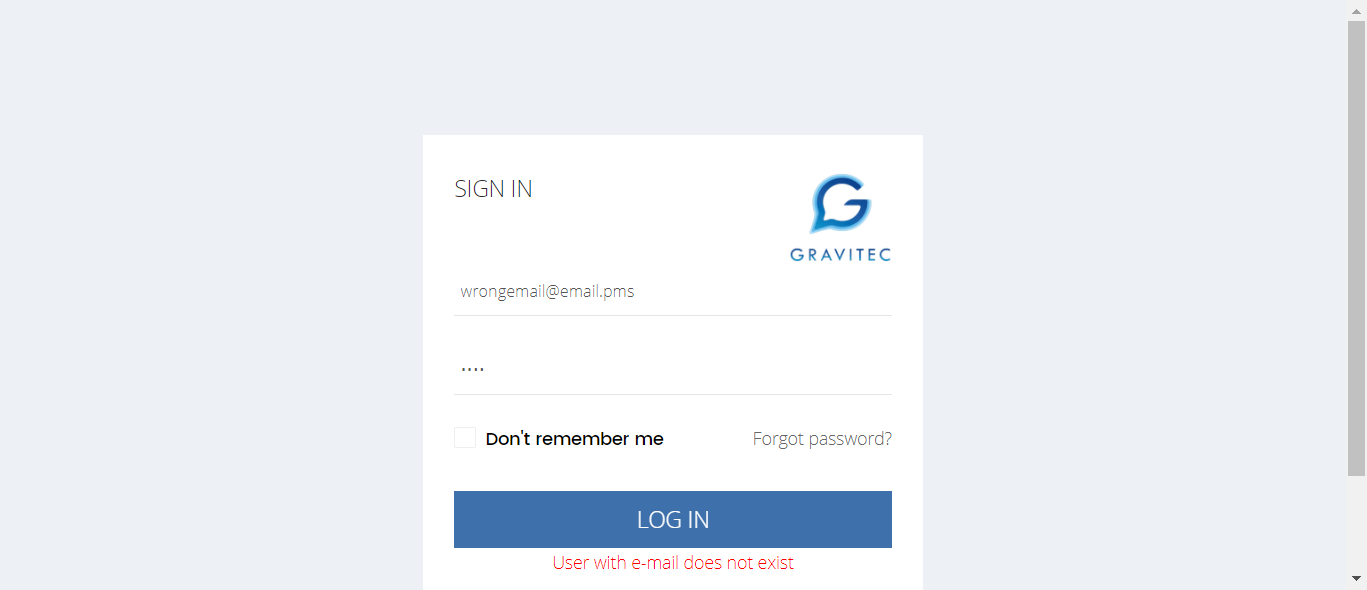 SIGN IN
GRAVITEC
wrongemail@email.pms
••••
Don't remember me
Forgot password?
LOG IN
User with e-mail does not exist